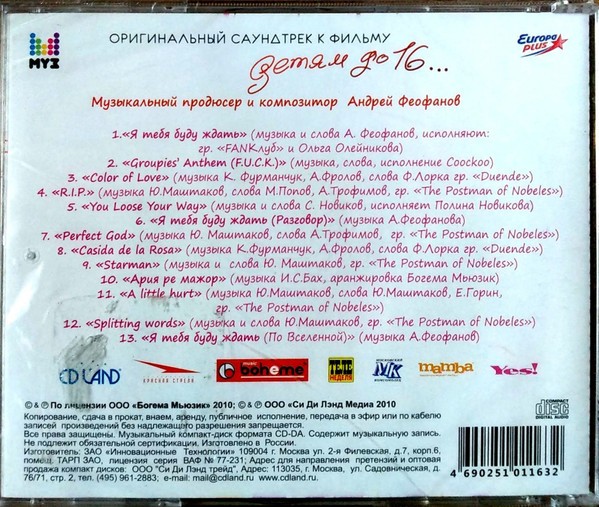 МУЗ
ОРИГИНАЛЬНЫЙ САУНДТРЕК К ФИЛЬМУ
Europa plus
Детям до 16...
Музыкальный продюсер и композитор Андрей Феофанов
1.«Я тебя буду ждать» (музыка и слова А. Феофанов, исполняют:
гр. «FANКлуб» и Ольга Олейникова)
2. «Groupies' Anthem (F.U.C.K.)» (музыка, слова, исполнение Coockoo)
3. «Color of Love» (музыка К. Фурманчук, А.Фролов, слова Ф.Лорка гр. «Duende»)
4. «R.I.P.» (музыка Ю.Маштаков, слова М.Попов, А.Трофимов, гр. «The Postman of Nobeles»)
5. «You Loose Your Way» (музыка и слова С. Новиков, исполняет Полина Новикова)
6. «Я тебя буду ждать (Разговор)» (музыка А.Феофанова)
7. «Perfect God» (музыка Ю. Маштаков, слова А.Трофимов, гр. «The Postman of Nobeles»)
8. «Casida de la Rosa» (музыка К.Фурманчук, А.Фролов, слова Ф.Лорка гр. «Duende»)
9. «Starman» (музыка и слова Ю. Маштаков, гр. «The Postman of Nobeles»)
10. «Ария ре мажор» (музыка И.С.Бах, аранжировка Богема Мьюзик)
11. «A little hurt» (музыка Ю.Маштаков, слова Ю.Маштаков, Е.Горин,
гр. «The Postman of Nobeles»)
12. «Splitting words» (музыка и слова Ю.Маштаков, гр. «The Postman of Nobeles»)
13. «Я тебя буду ждать (По Вселенной)» (музыка А.Феофанов)
CD LAND
КРАСНАЯ СТРЕЛА
music boheme
ТЕЛЕ НЕДЕЛЯ
МОСКОВСКИЙ МК КОМСОМОЛЕЦ
mamba
Yes!
© & ℗ По лицензии ООО «Богема Мьюзик» 2010; © & ℗ ООО «Си Ди Лэнд Медиа 2010
Копирование, сдача в прокат, внаем, аренду, публичное исполнение, передача в эфир или по кабелю
записей произведений без надлежащего разрешения запрещается.
Все права защищены. Музыкальный компакт-диск формата CD-DA. Содержит музыкальную запись.
Не подлежит обязательной сертификации. Изготовлено в России.
Изготовитель: ЗАО «Инновационные Технологии» 109004 г. Москва ул. 2-я Филевская, д.7, корп.6,
помещ. ТАРП ЗАО, лицензия серия ВАФ № 77-231; Адрес для направления претензий и оптовая
продажа компакт дисков: ООО "Си Ди Лэнд трейд", Адрес: 113035, г. Москва, ул. Садовническая, д.
76/71, стр. 2, тел. (495) 961-2883; e-mail: mail@cdland.ru. http://www.cdland.ru.
COMPACT disc DIGITAL AUDIO
4 690251 011632